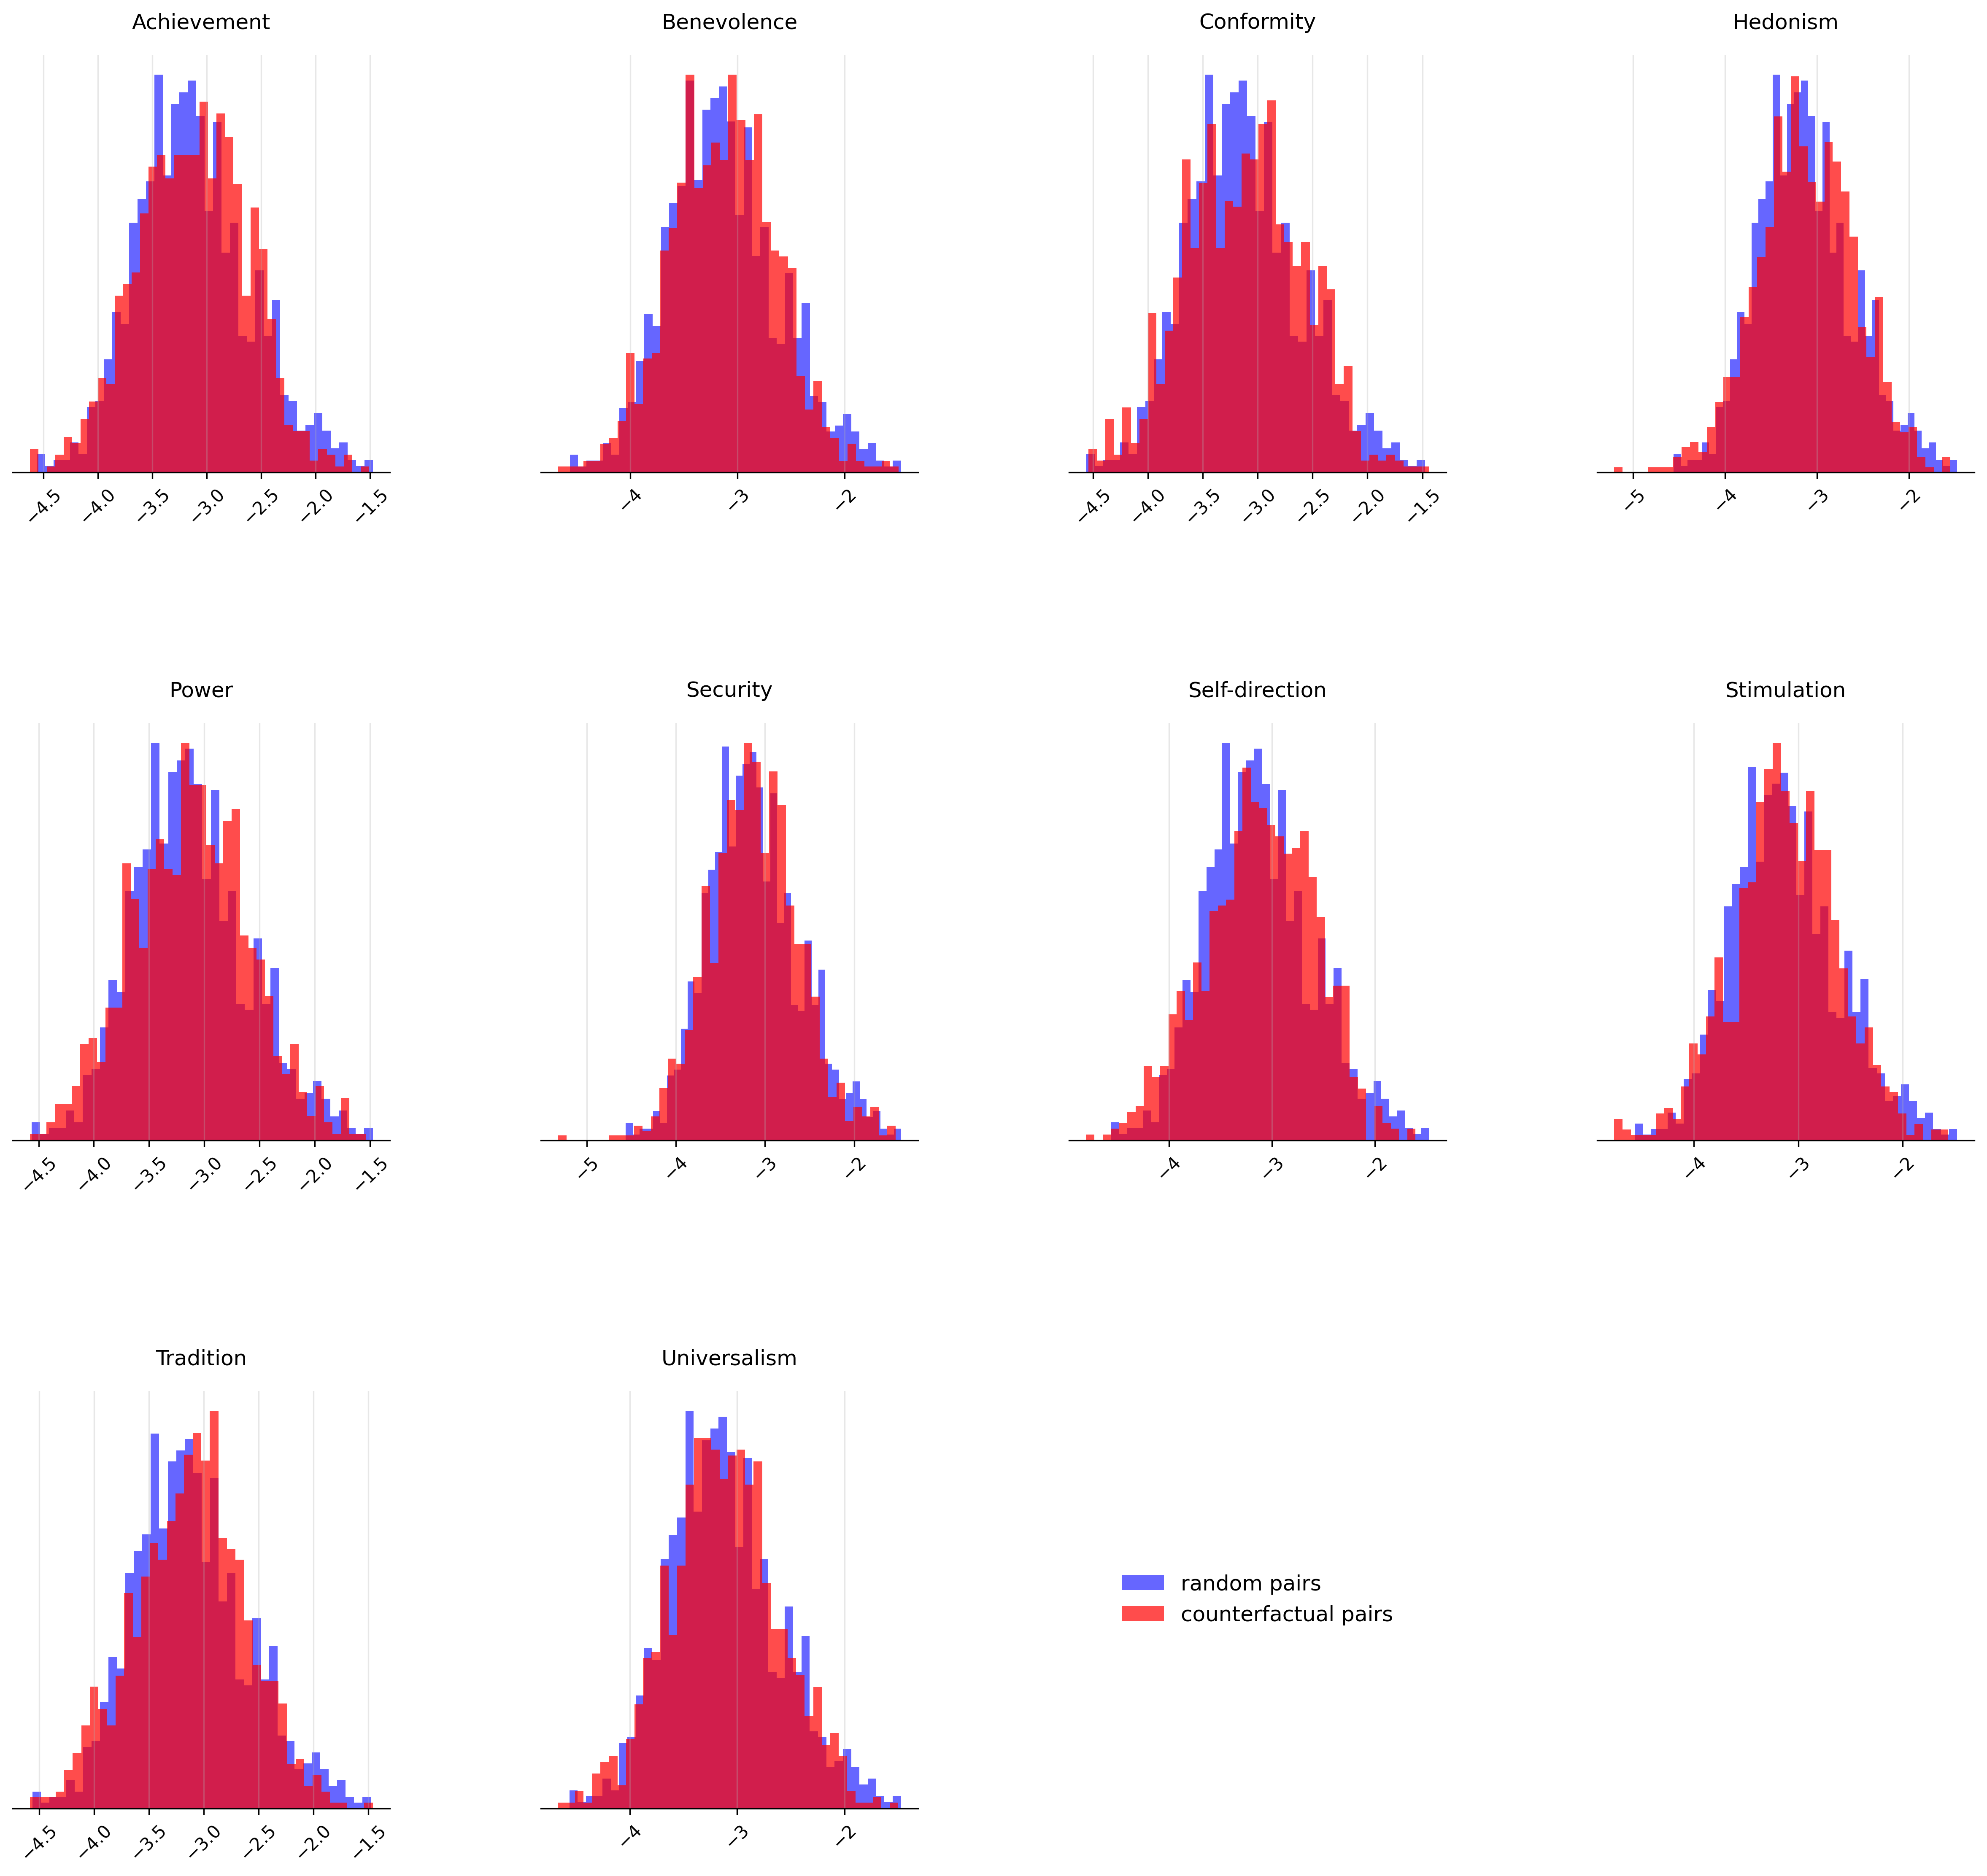 Achievement
Benevolence
Conformity
Hedonism
−4.5 −4.0 −3.5 −3.0 −2.5 −2.0 −1.5
−4 −3 −2
−4.5 −4.0 −3.5 −3.0 −2.5 −2.0 −1.5
−5 −4 −3 −2
Power
Security
Self-direction
Stimulation
−4.5 −4.0 −3.5 −3.0 −2.5 −2.0 −1.5
−5 −4 −3 −2
−4 −3 −2
−4 −3 −2
Tradition
Universalism
random pairs
counterfactual pairs
−4.5 −4.0 −3.5 −3.0 −2.5 −2.0 −1.5
−4 −3 −2